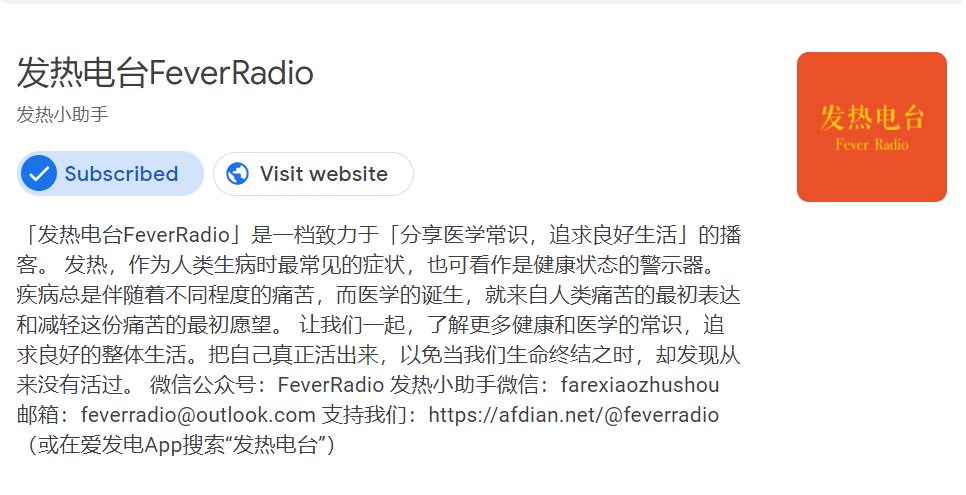 发热电台FeverRadio
发热小助手
Subscribed
Visit website
发热电台
Fever Radio
「发热电台FeverRadio」是一档致力于「分享医学常识，追求良好生活」的播
客。 发热，作为人类生病时最常见的症状，也可看作是健康状态的警示器。
疾病总是伴随着不同程度的痛苦，而医学的诞生，就来自人类痛苦的最初表达
和减轻这份痛苦的最初愿望。 让我们一起，了解更多健康和医学的常识，追
求良好的整体生活。把自己真正活出来，以免当我们生命终结之时，却发现从
来没有活过。 微信公众号：FeverRadio 发热小助手微信：farexiaozhushou
邮箱：feverradio@outlook.com 支持我们：https://afdian.net/@feverradio
（或在爱发电App搜索“发热电台”）